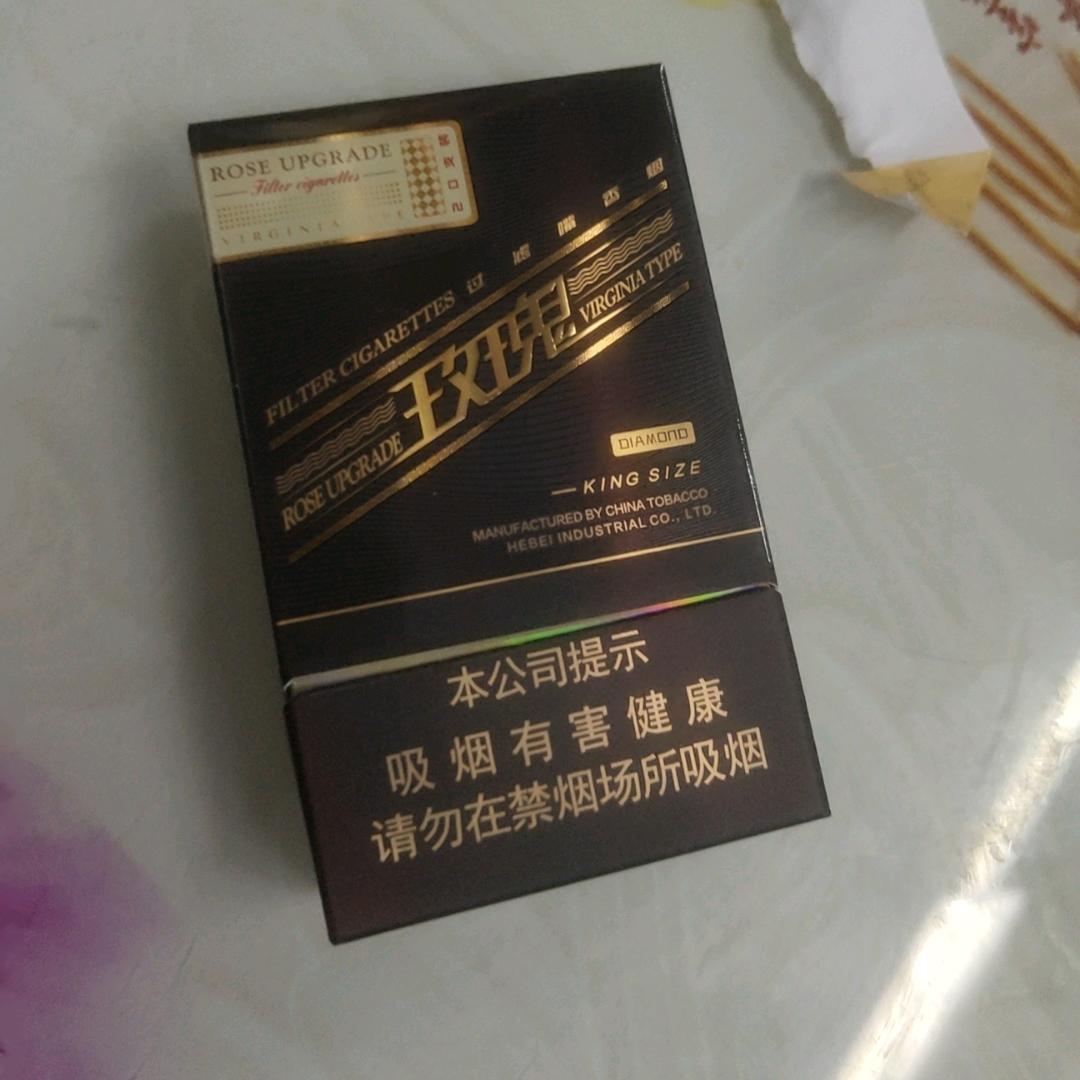 ROSE UPGRADE
Filter cigarettes
VIRGINIA TYPE
FILTER CIGARETTES 过滤嘴香烟
玫瑰
VIRGINIA TYPE
ROSE UPGRADE
DIAMOND
KING SIZE
MANUFACTURED BY CHINA TOBACCO
HEBEI INDUSTRIAL CO., LTD.
本公司提示
吸烟有害健康
请勿在禁烟场所吸烟